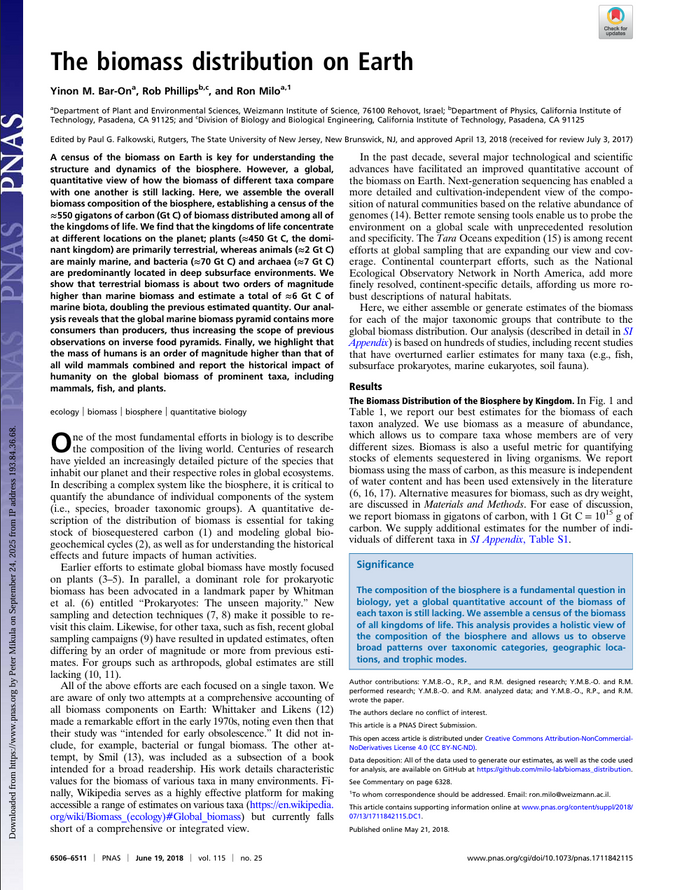 Check for
updates
The biomass distribution on Earth
Yinon M. Bar-Onᵃ, Rob Phillipsᵇ,ᶜ, and Ron Miloᵃ,¹
ᵃDepartment of Plant and Environmental Sciences, Weizmann Institute of Science, 76100 Rehovot, Israel; ᵇDepartment of Physics, California Institute of
Technology, Pasadena, CA 91125; and ᶜDivision of Biology and Biological Engineering, California Institute of Technology, Pasadena, CA 91125
Edited by Paul G. Falkowski, Rutgers, The State University of New Jersey, New Brunswick, NJ, and approved April 13, 2018 (received for review July 3, 2017)
A census of the biomass on Earth is key for understanding the
structure and dynamics of the biosphere. However, a global,
quantitative view of how the biomass of different taxa compare
with one another is still lacking. Here, we assemble the overall
biomass composition of the biosphere, establishing a census of the
≈550 gigatons of carbon (Gt C) of biomass distributed among all of
the kingdoms of life. We find that the kingdoms of life concentrate
at different locations on the planet; plants (≈450 Gt C, the domi-
nant kingdom) are primarily terrestrial, whereas animals (≈2 Gt C)
are mainly marine, and bacteria (≈70 Gt C) and archaea (≈7 Gt C)
are predominantly located in deep subsurface environments. We
show that terrestrial biomass is about two orders of magnitude
higher than marine biomass and estimate a total of ≈6 Gt C of
marine biota, doubling the previous estimated quantity. Our anal-
ysis reveals that the global marine biomass pyramid contains more
consumers than producers, thus increasing the scope of previous
observations on inverse food pyramids. Finally, we highlight that
the mass of humans is an order of magnitude higher than that of
all wild mammals combined and report the historical impact of
humanity on the global biomass of prominent taxa, including
mammals, fish, and plants.
ecology | biomass | biosphere | quantitative biology
One of the most fundamental efforts in biology is to describe
the composition of the living world. Centuries of research
have yielded an increasingly detailed picture of the species that
inhabit our planet and their respective roles in global ecosystems.
In describing a complex system like the biosphere, it is critical to
quantify the abundance of individual components of the system
(i.e., species, broader taxonomic groups). A quantitative de-
scription of the distribution of biomass is essential for taking
stock of biosequestered carbon (1) and modeling global bio-
geochemical cycles (2), as well as for understanding the historical
effects and future impacts of human activities.
Earlier efforts to estimate global biomass have mostly focused
on plants (3–5). In parallel, a dominant role for prokaryotic
biomass has been advocated in a landmark paper by Whitman
et al. (6) entitled “Prokaryotes: The unseen majority.” New
sampling and detection techniques (7, 8) make it possible to re-
visit this claim. Likewise, for other taxa, such as fish, recent global
sampling campaigns (9) have resulted in updated estimates, often
differing by an order of magnitude or more from previous esti-
mates. For groups such as arthropods, global estimates are still
lacking (10, 11).
All of the above efforts are each focused on a single taxon. We
are aware of only two attempts at a comprehensive accounting of
all biomass components on Earth: Whittaker and Likens (12)
made a remarkable effort in the early 1970s, noting even then that
their study was “intended for early obsolescence.” It did not in-
clude, for example, bacterial or fungal biomass. The other at-
tempt, by Smil (13), was included as a subsection of a book
intended for a broad readership. His work details characteristic
values for the biomass of various taxa in many environments. Fi-
nally, Wikipedia serves as a highly effective platform for making
accessible a range of estimates on various taxa (https://en.wikipedia.
org/wiki/Biomass_(ecology)#Global_biomass) but currently falls
short of a comprehensive or integrated view.
In the past decade, several major technological and scientific
advances have facilitated an improved quantitative account of
the biomass on Earth. Next-generation sequencing has enabled a
more detailed and cultivation-independent view of the compo-
sition of natural communities based on the relative abundance of
genomes (14). Better remote sensing tools enable us to probe the
environment on a global scale with unprecedented resolution
and specificity. The Tara Oceans expedition (15) is among recent
efforts at global sampling that are expanding our view and cov-
erage. Continental counterpart efforts, such as the National
Ecological Observatory Network in North America, add more
finely resolved, continent-specific details, affording us more ro-
bust descriptions of natural habitats.
Here, we either assemble or generate estimates of the biomass
for each of the major taxonomic groups that contribute to the
global biomass distribution. Our analysis (described in detail in SI
Appendix) is based on hundreds of studies, including recent studies
that have overturned earlier estimates for many taxa (e.g., fish,
subsurface prokaryotes, marine eukaryotes, soil fauna).
Results
The Biomass Distribution of the Biosphere by Kingdom. In Fig. 1 and
Table 1, we report our best estimates for the biomass of each
taxon analyzed. We use biomass as a measure of abundance,
which allows us to compare taxa whose members are of very
different sizes. Biomass is also a useful metric for quantifying
stocks of elements sequestered in living organisms. We report
biomass using the mass of carbon, as this measure is independent
of water content and has been used extensively in the literature
(6, 16, 17). Alternative measures for biomass, such as dry weight,
are discussed in Materials and Methods. For ease of discussion,
we report biomass in gigatons of carbon, with 1 Gt C = 10¹⁵ g of
carbon. We supply additional estimates for the number of indi-
viduals of different taxa in SI Appendix, Table S1.
Significance
The composition of the biosphere is a fundamental question in
biology, yet a global quantitative account of the biomass of
each taxon is still lacking. We assemble a census of the biomass
of all kingdoms of life. This analysis provides a holistic view of
the composition of the biosphere and allows us to observe
broad patterns over taxonomic categories, geographic loca-
tions, and trophic modes.
Author contributions: Y.M.B.-O., R.P., and R.M. designed research; Y.M.B.-O. and R.M.
performed research; Y.M.B.-O. and R.M. analyzed data; and Y.M.B.-O., R.P., and R.M.
wrote the paper.
The authors declare no conflict of interest.
This article is a PNAS Direct Submission.
This open access article is distributed under Creative Commons Attribution-NonCommercial-
NoDerivatives License 4.0 (CC BY-NC-ND).
Data deposition: All of the data used to generate our estimates, as well as the code used
for analysis, are available on GitHub at https://github.com/milo-lab/biomass_distribution.
See Commentary on page 6328.
¹To whom correspondence should be addressed. Email: ron.milo@weizmann.ac.il.
This article contains supporting information online at www.pnas.org/content/suppl/2018/
07/13/1711842115.DC1.
Published online May 21, 2018.
6506–6511 | PNAS | June 19, 2018 | vol. 115 | no. 25
www.pnas.org/cgi/doi/10.1073/pnas.1711842115
PNAS PNAS PNAS
Downloaded from https://www.pnas.org by Peter Mikula on September 24, 2025 from IP address 193.84.36.68.